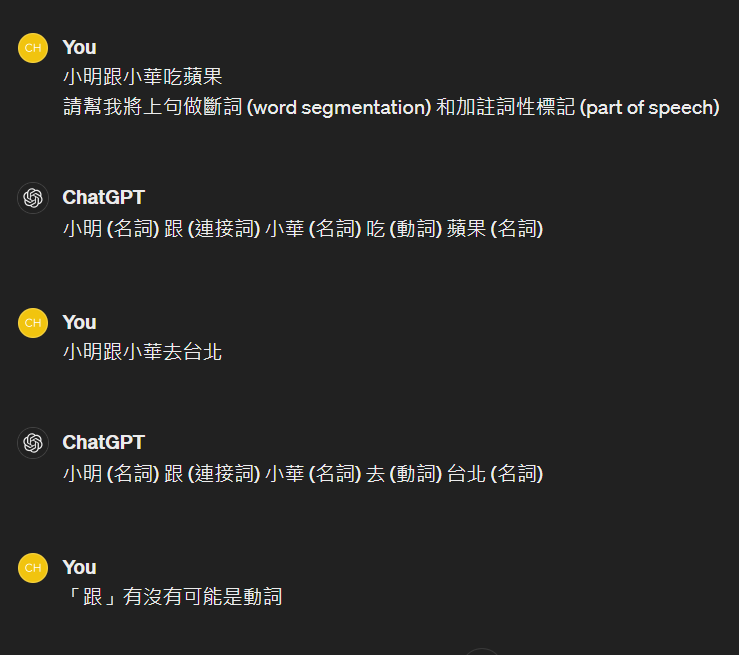 CH
You
小明跟小華吃蘋果
請幫我將上句做斷詞 (word segmentation) 和加註詞性標記 (part of speech)
ChatGPT
小明 (名詞) 跟 (連接詞) 小華 (名詞) 吃 (動詞) 蘋果 (名詞)
CH
You
小明跟小華去台北
ChatGPT
小明 (名詞) 跟 (連接詞) 小華 (名詞) 去 (動詞) 台北 (名詞)
CH
You
「跟」有沒有可能是動詞